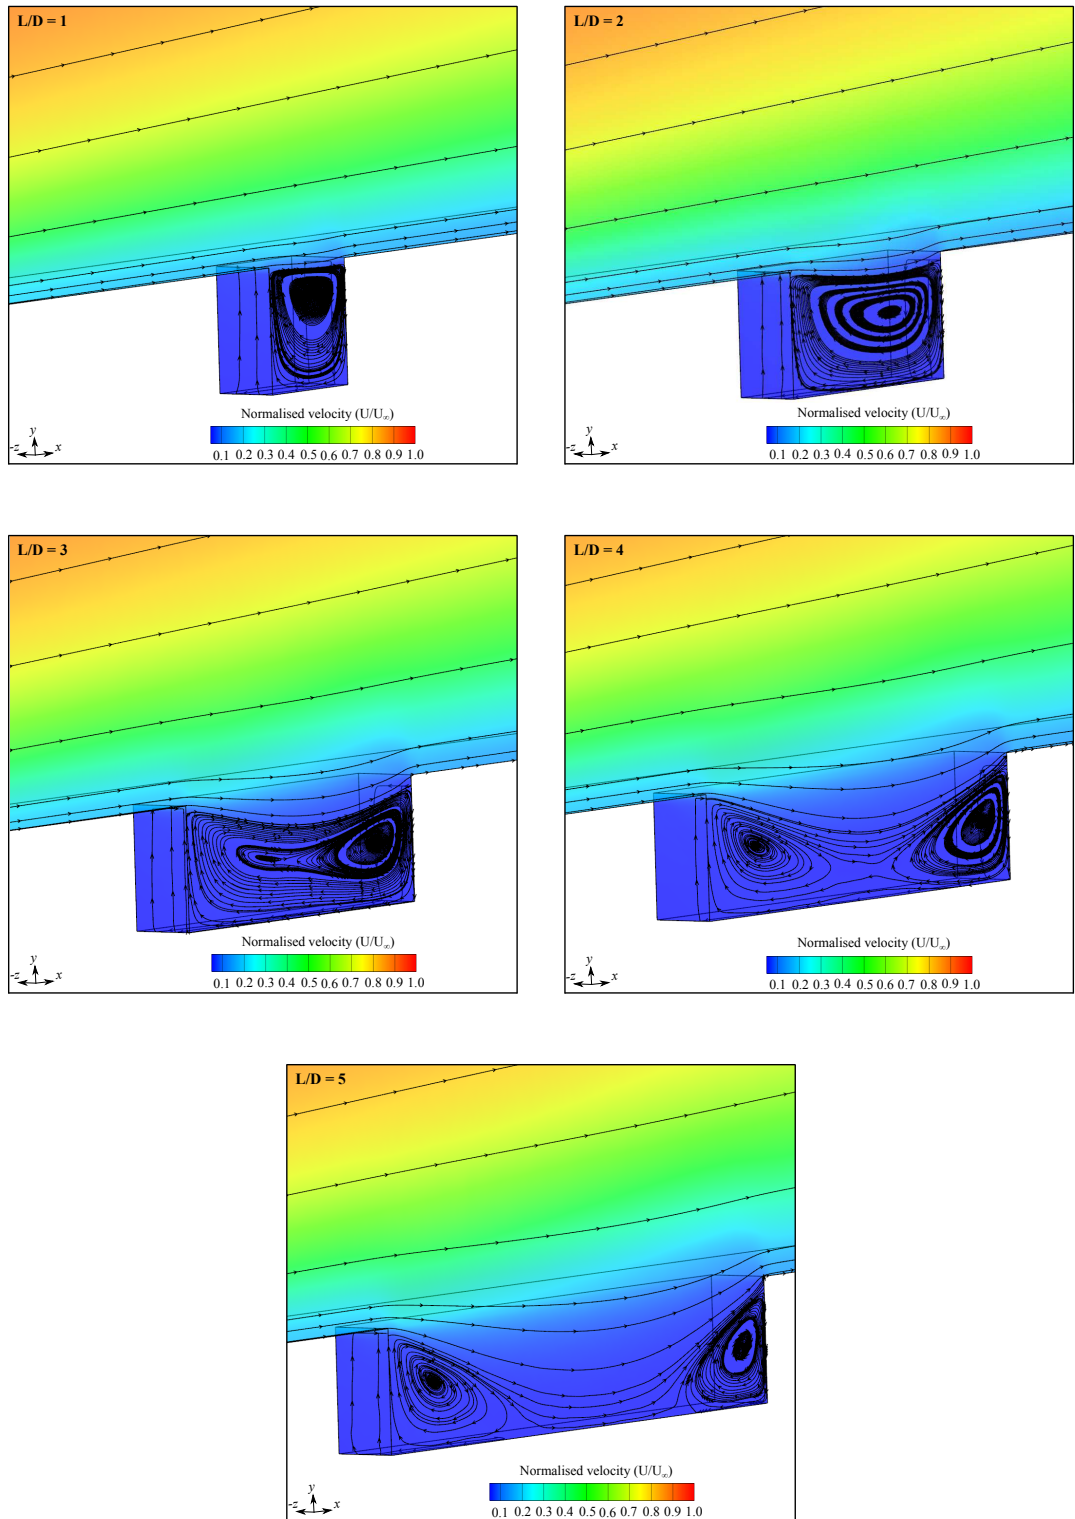 L/D = 1
Normalised velocity (U/U∞)
0.1 0.2 0.3 0.4 0.5 0.6 0.7 0.8 0.9 1.0
y
-z x
L/D = 2
Normalised velocity (U/U∞)
0.1 0.2 0.3 0.4 0.5 0.6 0.7 0.8 0.9 1.0
y
-z x
L/D = 3
Normalised velocity (U/U∞)
0.1 0.2 0.3 0.4 0.5 0.6 0.7 0.8 0.9 1.0
y
-z x
L/D = 4
Normalised velocity (U/U∞)
0.1 0.2 0.3 0.4 0.5 0.6 0.7 0.8 0.9 1.0
y
-z x
L/D = 5
Normalised velocity (U/U∞)
0.1 0.2 0.3 0.4 0.5 0.6 0.7 0.8 0.9 1.0
y
-z x